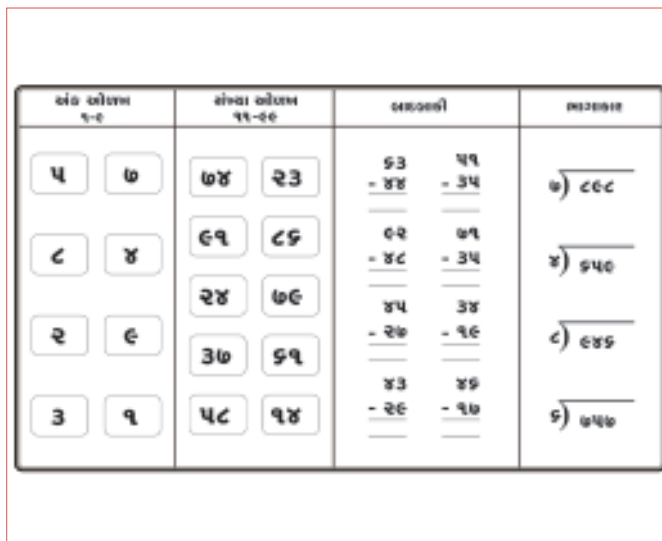 અંક ઓળખ
૧-૯
૫ ૭
૮ ૪
૨ ૯
૩ ૧
સંખ્યા ઓળખ
૧૧-૯૯
૭૪ ૨૩
૯૧ ૮૬
૨૪ ૭૯
૩૭ ૬૧
૫૮ ૧૪
બાદબાકી
૬૩ ૫૧
- ૪૪ - ૩૫
૯૨ ૭૧
- ૪૮ - ૩૫
૪૫ ૩૪
- ૨૭ - ૧૯
૪૩ ૪૬
- ૨૯ - ૧૭
ભાગાકાર
૭) ૮૯૮
૪) ૬૫૯
૮) ૯૪૬
૬) ૭૫૭